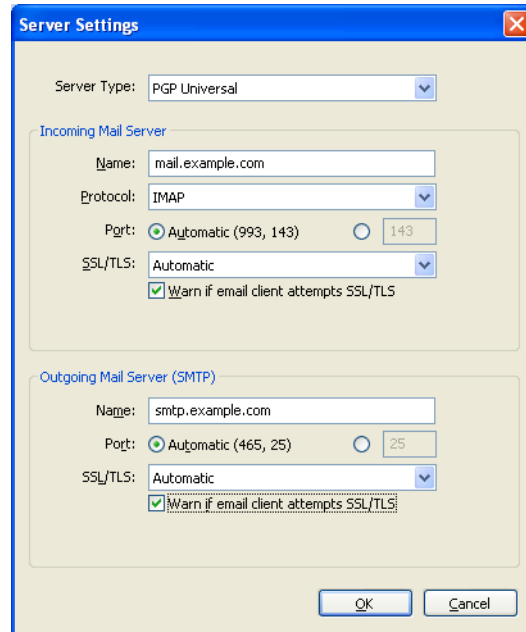 Server Settings
Server Type: PGP Universal
Incoming Mail Server
Name: mail.example.com
Protocol: IMAP
Port: Automatic (993, 143) 143
SSL/TLS: Automatic
Warn if email client attempts SSL/TLS
Outgoing Mail Server (SMTP)
Name: smtp.example.com
Port: Automatic (465, 25) 25
SSL/TLS: Automatic
Warn if email client attempts SSL/TLS
OK Cancel